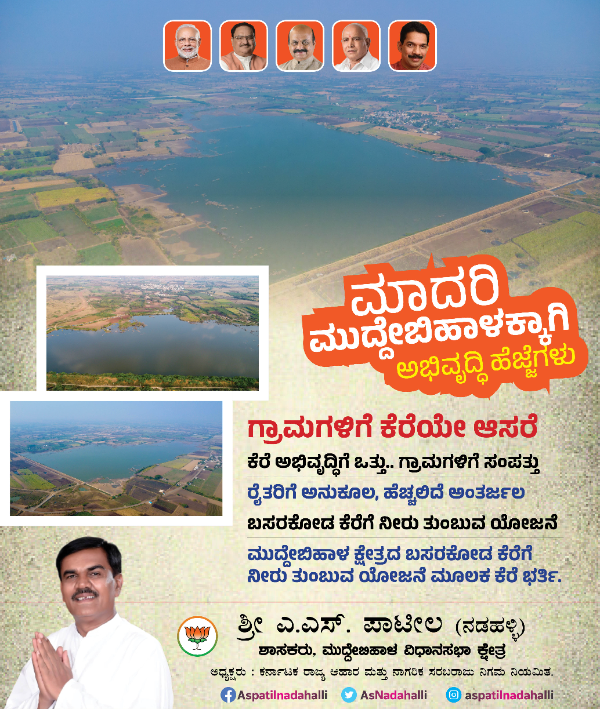 ಮಾದರಿ
ಮುದ್ದೇಬಿಹಾಳಕ್ಕಾಗಿ
ಅಭಿವೃದ್ಧಿ ಹೆಜ್ಜೆಗಳು
ಗ್ರಾಮಗಳಿಗೆ ಕೆರೆಯೇ ಆಸರೆ
ಕೆರೆ ಅಭಿವೃದ್ಧಿಗೆ ಒತ್ತು.. ಗ್ರಾಮಗಳಿಗೆ ಸಂಪತ್ತು
ರೈತರಿಗೆ ಅನುಕೂಲ, ಹೆಚ್ಚಲಿದೆ ಅಂತರ್ಜಲ
ಬಸರಕೋಡ ಕೆರೆಗೆ ನೀರು ತುಂಬುವ ಯೋಜನೆ
ಮುದ್ದೇಬಿಹಾಳ ಕ್ಷೇತ್ರದ ಬಸರಕೋಡ ಕೆರೆಗೆ
ನೀರು ತುಂಬುವ ಯೋಜನೆ ಮೂಲಕ ಕೆರೆ ಭರ್ತಿ.
ಶ್ರೀ ಎ.ಎಸ್. ಪಾಟೀಲ (ನಡಹಳ್ಳಿ)
ಶಾಸಕರು, ಮುದ್ದೇಬಿಹಾಳ ವಿಧಾನಸಭಾ ಕ್ಷೇತ್ರ
ಅಧ್ಯಕ್ಷರು : ಕರ್ನಾಟಕ ರಾಜ್ಯ ಆಹಾರ ಮತ್ತು ನಾಗರಿಕ ಸರಬರಾಜು ನಿಗಮ ನಿಯಮಿತ.
Aspatilnadahalli AsNadahalli aspatilnadahalli